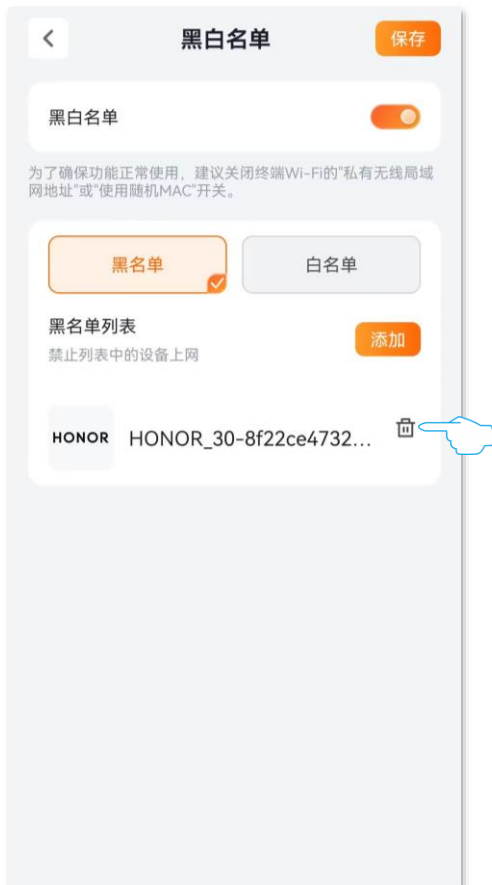 黑白名单
保存
黑白名单
为了确保功能正常使用，建议关闭终端Wi-Fi的"私有无线局域
网地址"或"使用随机MAC"开关。
黑名单
白名单
黑名单列表
添加
禁止列表中的设备上网
HONOR
HONOR_30-8f22ce4732...